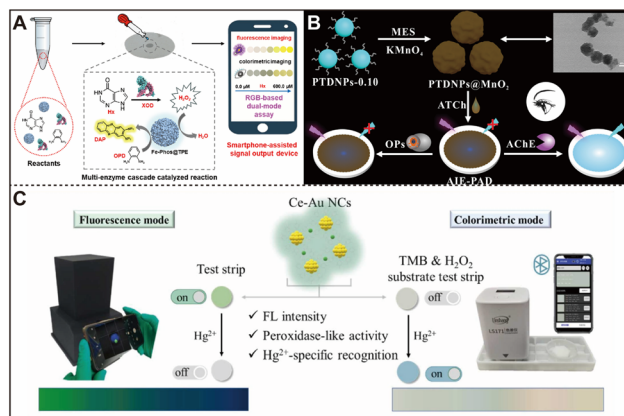 A
fluorescence imaging
colorimetric imaging
0.0 μM Hx 600.0 μM
RGB-based
dual-mode
assay
Smartphone-assisted
signal output device
Hx
XOD
H₂O₂
DAP
OPD
Fe-Phos@TPE
H₂O
Reactants
Multi-enzyme cascade catalyzed reaction
B
PTDNPs-0.10
MES
KMnO₄
PTDNPs@MnO₂
ATCh
OPs
AChE
AIE-PAD
C
Fluorescence mode
Ce-Au NCs
Colorimetric mode
Test strip
on
Hg²⁺
off
✓ FL intensity
✓ Peroxidase-like activity
✓ Hg²⁺-specific recognition
TMB & H₂O₂
substrate test strip
off
Hg²⁺
on